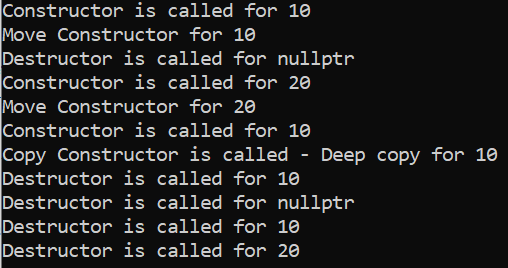 Constructor is called for 10
Move Constructor for 10
Destructor is called for nullptr
Constructor is called for 20
Move Constructor for 20
Constructor is called for 10
Copy Constructor is called - Deep copy for 10
Destructor is called for 10
Destructor is called for nullptr
Destructor is called for 10
Destructor is called for 20